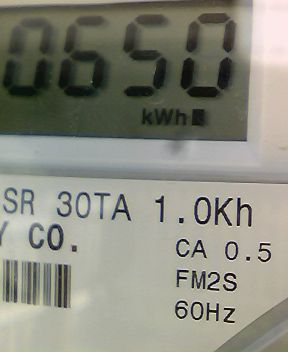 0650
kWh
SR 30TA 1.0Kh
Y CO.
CA 0.5
FM2S
60Hz